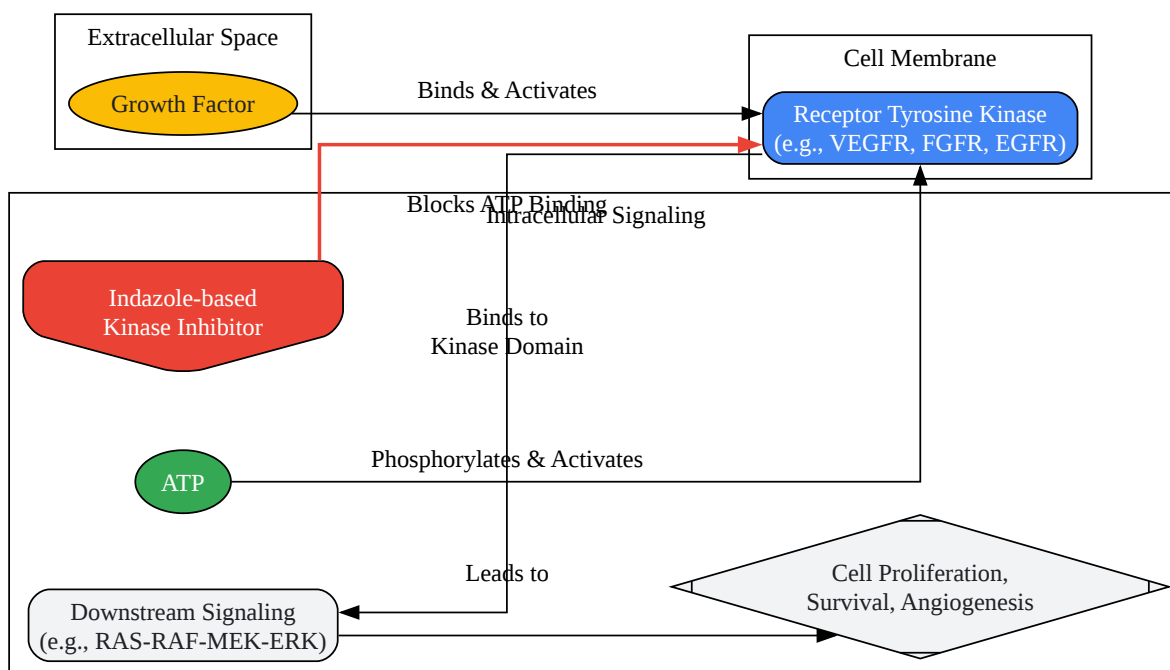 Extracellular Space
Cell Membrane
Growth Factor
Binds & Activates
Receptor Tyrosine Kinase
(e.g., VEGFR, FGFR, EGFR)
Blocks ATP Binding
Intracellular Signaling
Indazole-based
Kinase Inhibitor
Binds to
Kinase Domain
Phosphorylates & Activates
ATP
Leads to
Cell Proliferation,
Survival, Angiogenesis
Downstream Signaling
(e.g., RAS-RAF-MEK-ERK)